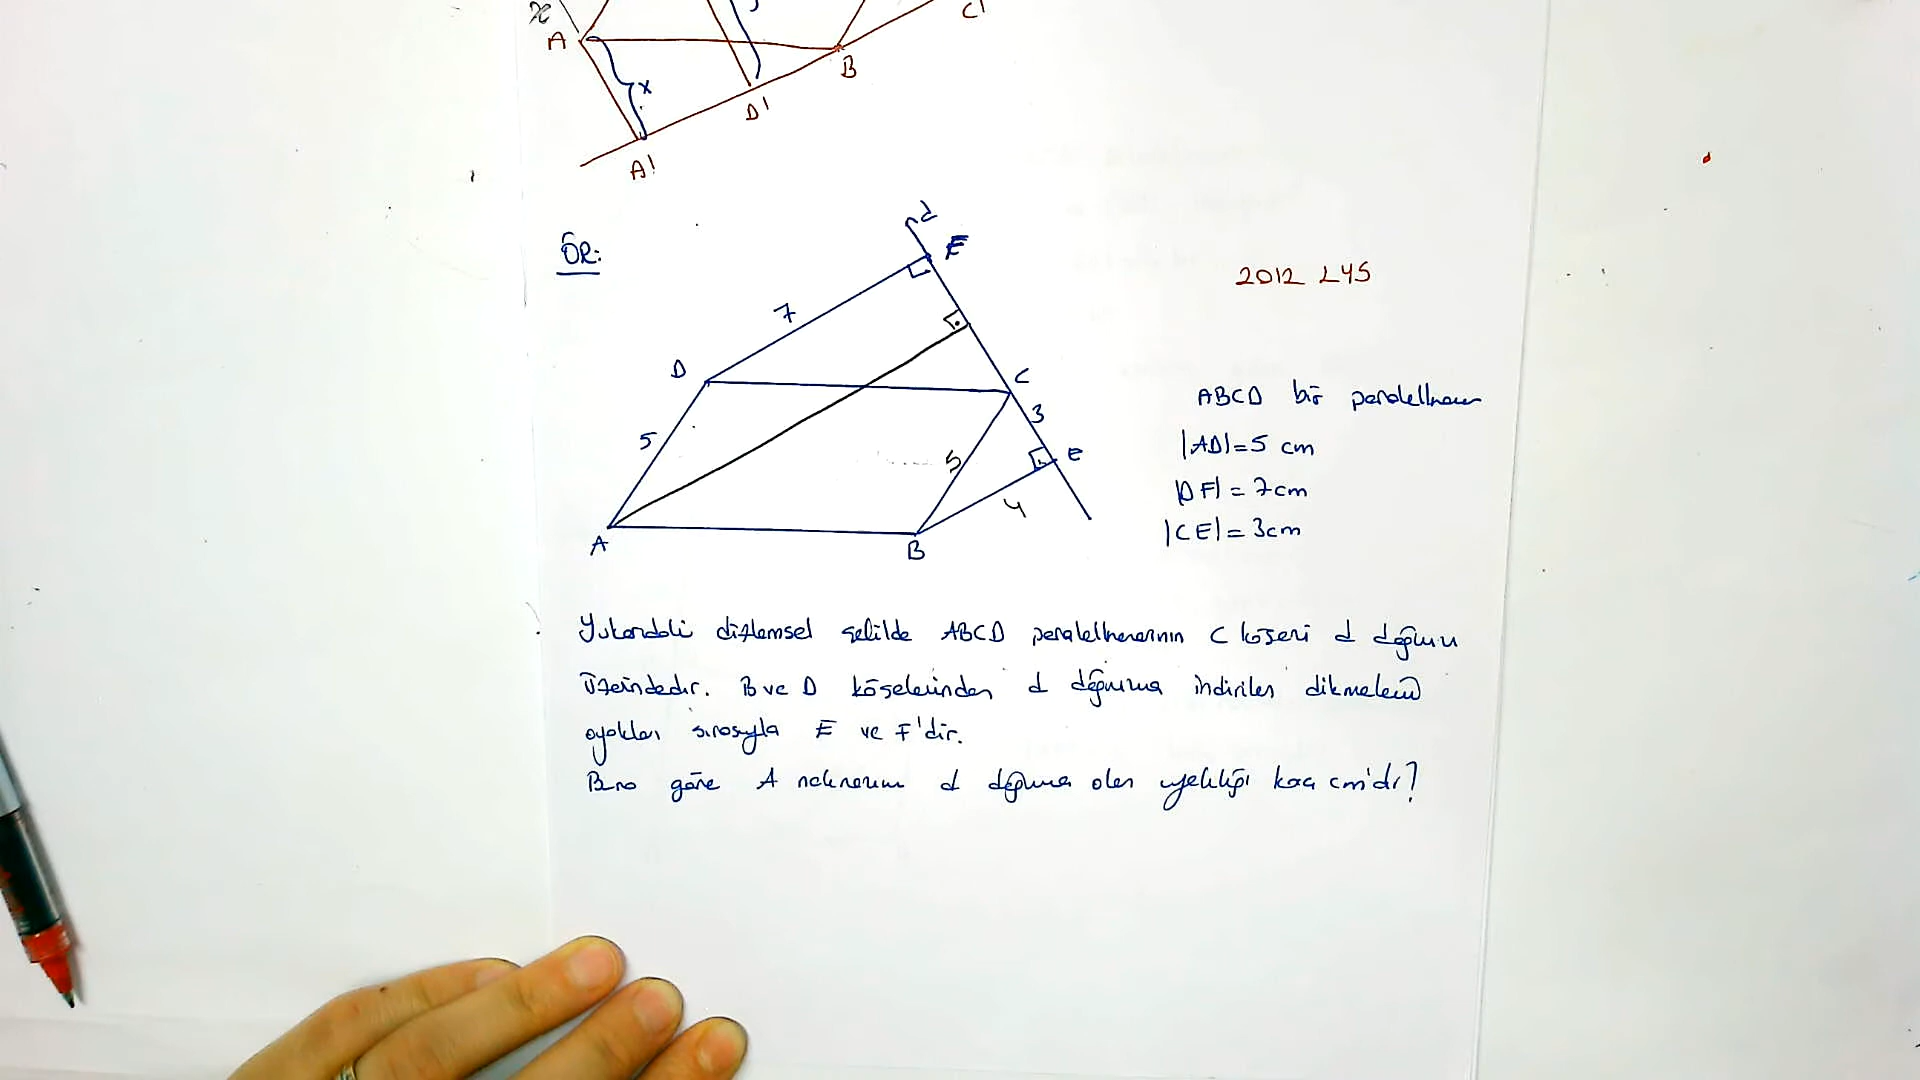 x
A
x
A'
D'
B
C'
ÖR:
d
F
7
D
C
3
5
5
e
4
A
B
2012 LYS
ABCD bir paralelkenar
|AD|=5 cm
|DF|=7cm
|CE|=3cm
Yukarıdaki düzlemsel şekilde ABCD paralelkenarının C köşesi d doğrusu
üzerindedir. B ve D köşelerinden d doğrusuna indirilen dikmelerin
ayakları sırasıyla E ve F'dir.
Buna göre A noktasının d doğruna olan uzaklığı kaç cm'dir?